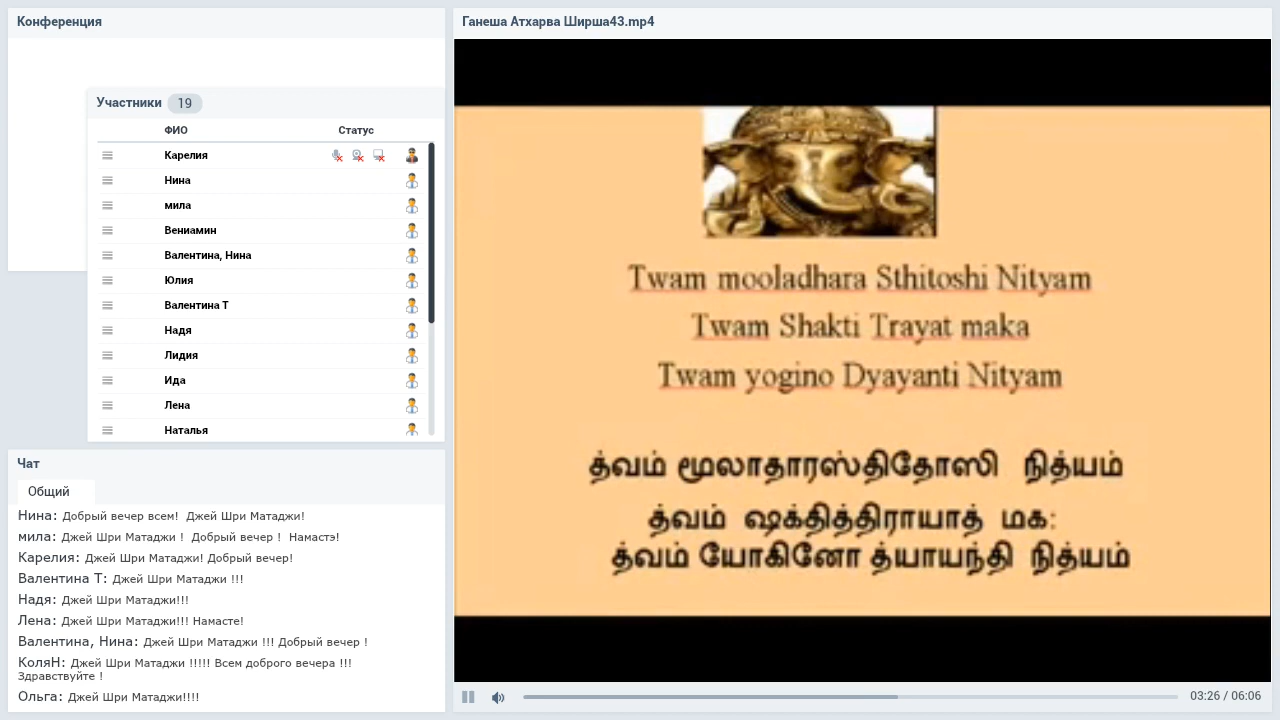 Конференция
Участники 19
ФИО Статус
Карелия
Нина
мила
Вениамин
Валентина, Нина
Юлия
Валентина Т
Надя
Лидия
Ида
Лена
Наталья
Чат
Общий
Нина: Добрый вечер всем! Джей Шри Матаджи!
мила: Джей Шри Матаджи ! Добрый вечер ! Намастэ!
Карелия: Джей Шри Матаджи! Добрый вечер!
Валентина Т: Джей Шри Матаджи !!!
Надя: Джей Шри Матаджи!!!
Лена: Джей Шри Матаджи!!! Намасте!
Валентина, Нина: Джей Шри Матаджи !!! Добрый вечер !
КоляН: Джей Шри Матаджи !!!!! Всем доброго вечера !!!
Здравствуйте !
Ольга: Джей Шри Матаджи!!!!
Ганеша Атхарва Ширша43.mp4
Twam mooladhara Sthitoshi Nityam
Twam Shakti Trayat maka
Twam yogino Dyayanti Nityam
த்வம் மூலாதாரஸ்திதோஸி நித்யம்
த்வம் ஷக்தித்திராயாத் மக:
த்வம் யோகினோ த்யாயந்தி நித்யம்
03:26 / 06:06